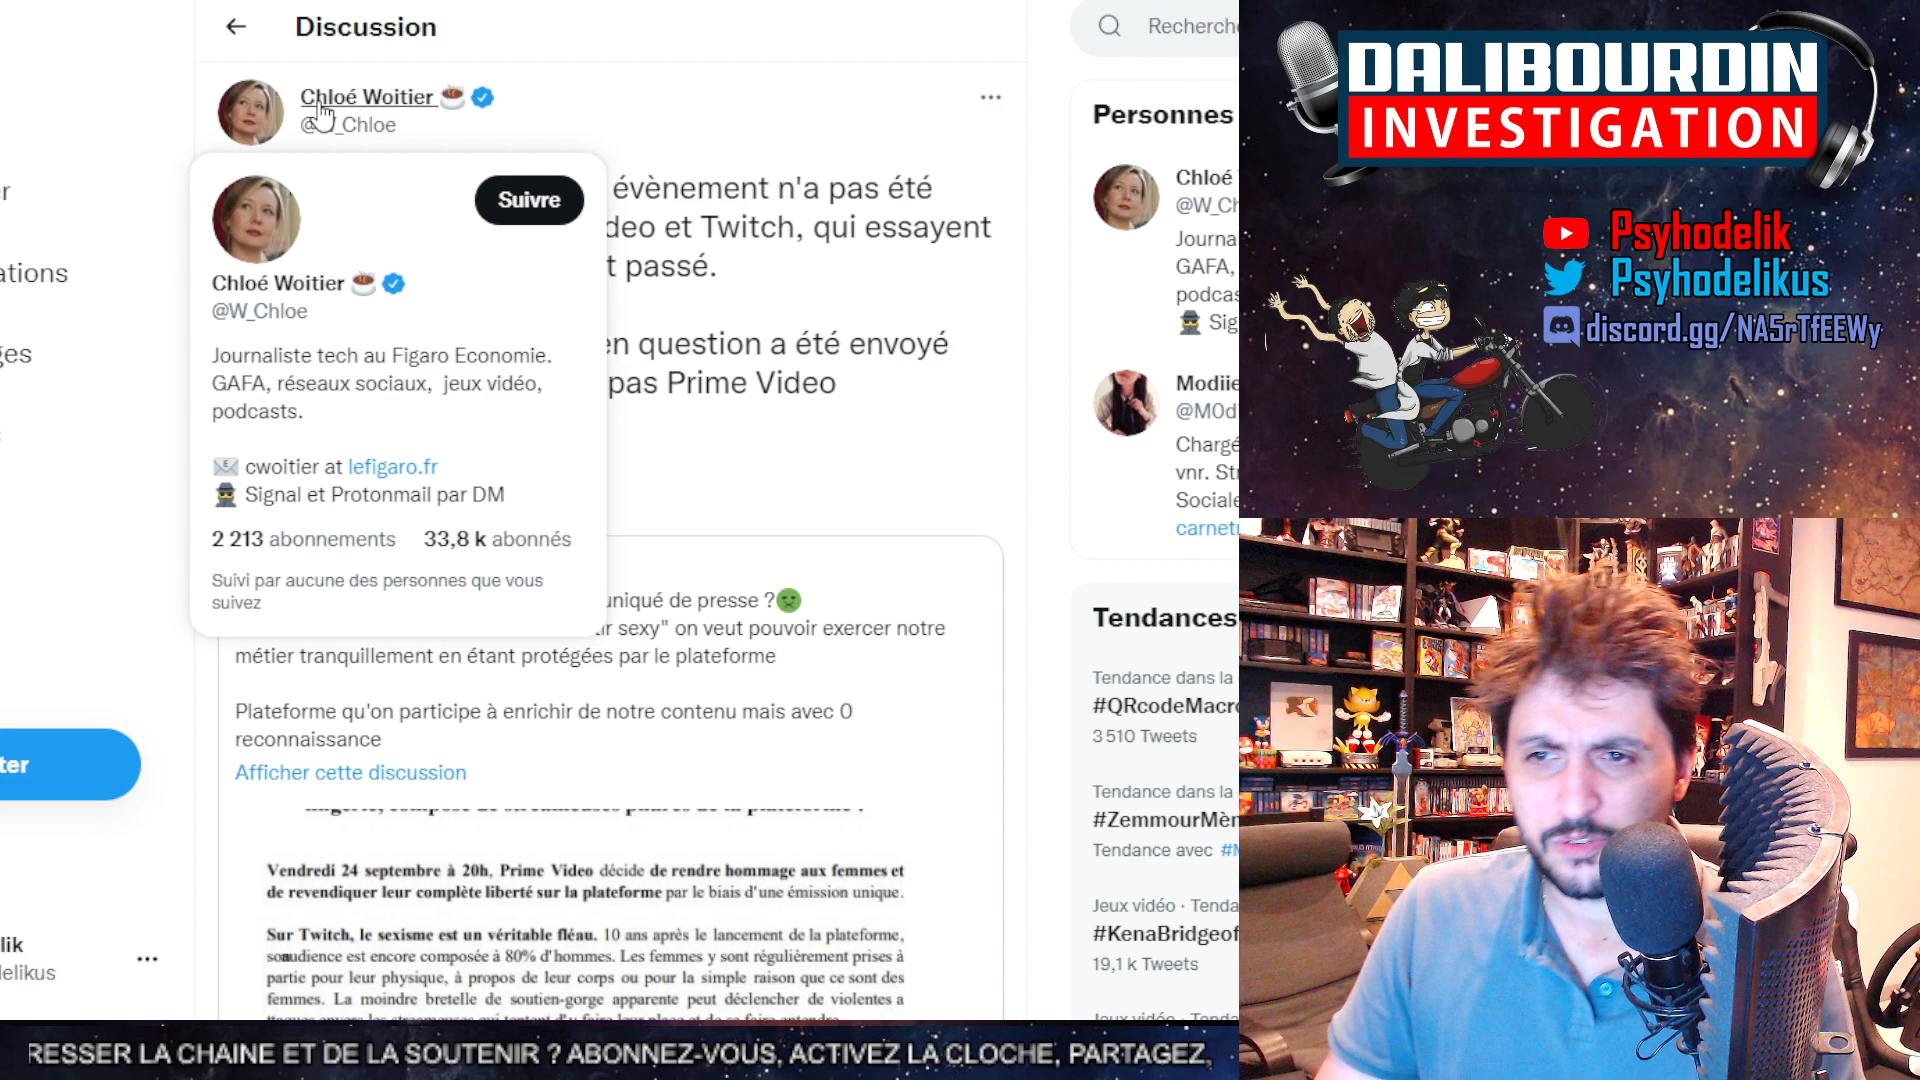 Discussion
Recherch
Chloé Woitier
@W_Chloe
Suivre
Chloé Woitier
@W_Chloe
Journaliste tech au Figaro Economie.
GAFA, réseaux sociaux, jeux vidéo,
podcasts.
cwoitier at lefigaro.fr
Signal et Protonmail par DM
2 213 abonnements 33,8 k abonnés
Suivi par aucune des personnes que vous
suivez
évènement n'a pas été
deo et Twitch, qui essayent
t passé.
en question a été envoyé
pas Prime Video
uniqué de presse ?
ir sexy" on veut pouvoir exercer notre
métier tranquillement en étant protégées par le plateforme
Plateforme qu'on participe à enrichir de notre contenu mais avec 0
reconnaissance
Afficher cette discussion
Vendredi 24 septembre à 20h, Prime Video décide de rendre hommage aux femmes et
de revendiquer leur complète liberté sur la plateforme par le biais d'une émission unique.
Sur Twitch, le sexisme est un véritable fléau. 10 ans après le lancement de la plateforme,
son audience est encore composée à 80% d'hommes. Les femmes y sont régulièrement prises à
partie pour leur physique, à propos de leur corps ou pour la simple raison que ce sont des
femmes. La moindre bretelle de soutien-gorge apparente peut déclencher de violentes a
er
ations
ges
ter
lik
elikus
Personnes
Chloé
@W_Ch
Journa
GAFA,
podcas
Sig
Modiie
@M0d
Chargé
vnr. Str
Sociale
carnetu
Tendances
Tendance dans la
#QRcodeMacro
3 510 Tweets
Tendance dans la
#ZemmourMèn
Tendance avec #M
Jeux vidéo · Tenda
#KenaBridgeof
19,1 k Tweets
Jeux vidéo · Tenda
DALIBOURDIN
INVESTIGATION
Psyhodelik
Psyhodelikus
discord.gg/NA5rTfEEWy
RESSER LA CHAINE ET DE LA SOUTENIR ? ABONNEZ-VOUS, ACTIVEZ LA CLOCHE, PARTAGEZ,